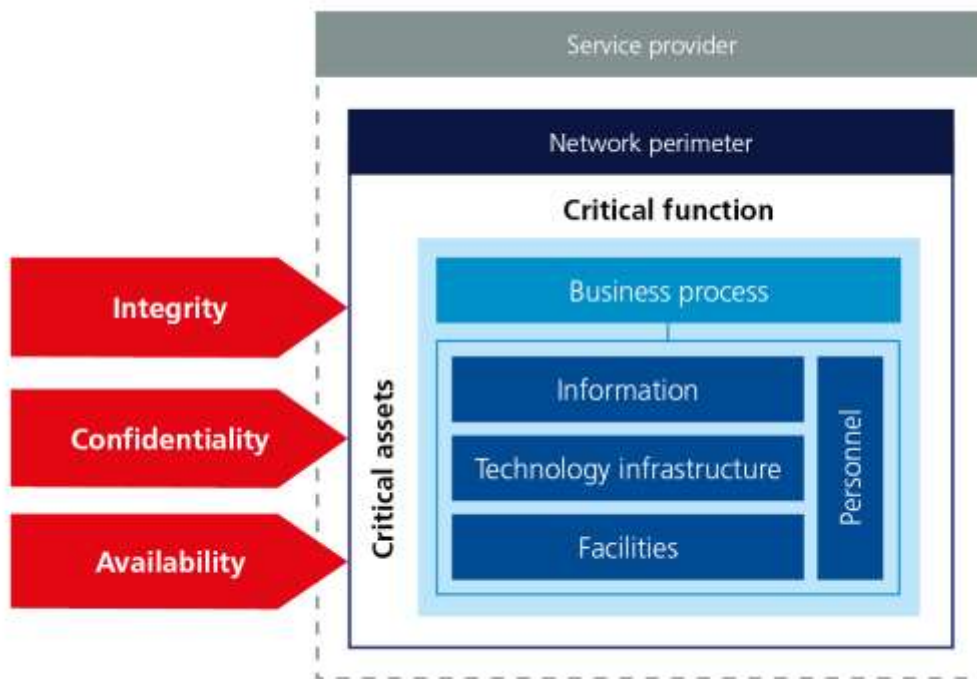 Service provider
Network perimeter
Critical function
Business process
Integrity
Information
Confidentiality
Critical assets
Technology infrastructure
Personnel
Availability
Facilities